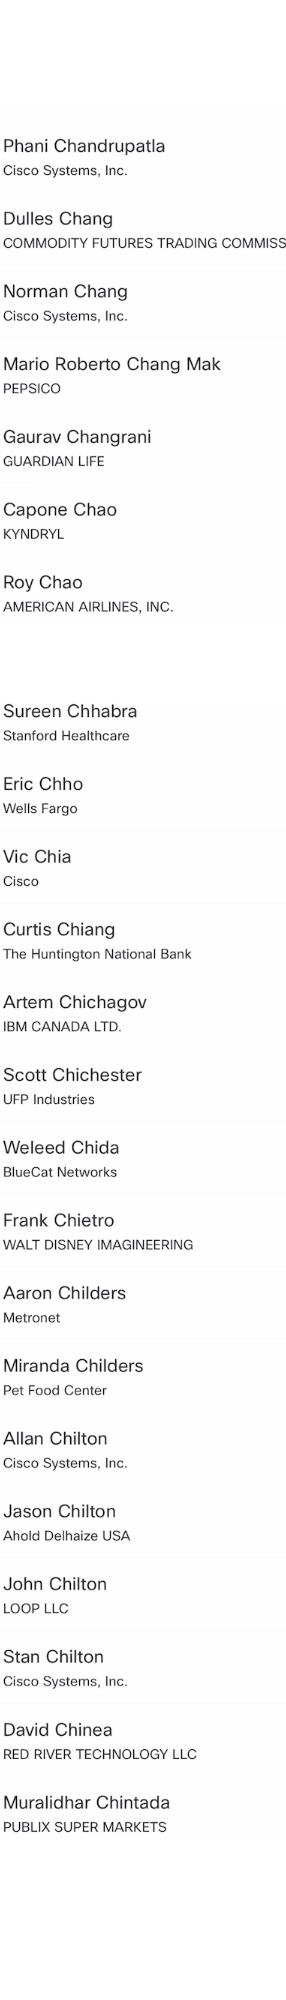 Phani Chandrupatla
Cisco Systems, Inc.
Dulles Chang
COMMODITY FUTURES TRADING COMMISS
Norman Chang
Cisco Systems, Inc.
Mario Roberto Chang Mak
PEPSICO
Gaurav Changrani
GUARDIAN LIFE
Capone Chao
KYNDRYL
Roy Chao
AMERICAN AIRLINES, INC.
Sureen Chhabra
Stanford Healthcare
Eric Chho
Wells Fargo
Vic Chia
Cisco
Curtis Chiang
The Huntington National Bank
Artem Chichagov
IBM CANADA LTD.
Scott Chichester
UFP Industries
Weleed Chida
BlueCat Networks
Frank Chietro
WALT DISNEY IMAGINEERING
Aaron Childers
Metronet
Miranda Childers
Pet Food Center
Allan Chilton
Cisco Systems, Inc.
Jason Chilton
Ahold Delhaize USA
John Chilton
LOOP LLC
Stan Chilton
Cisco Systems, Inc.
David Chinea
RED RIVER TECHNOLOGY LLC
Muralidhar Chintada
PUBLIX SUPER MARKETS